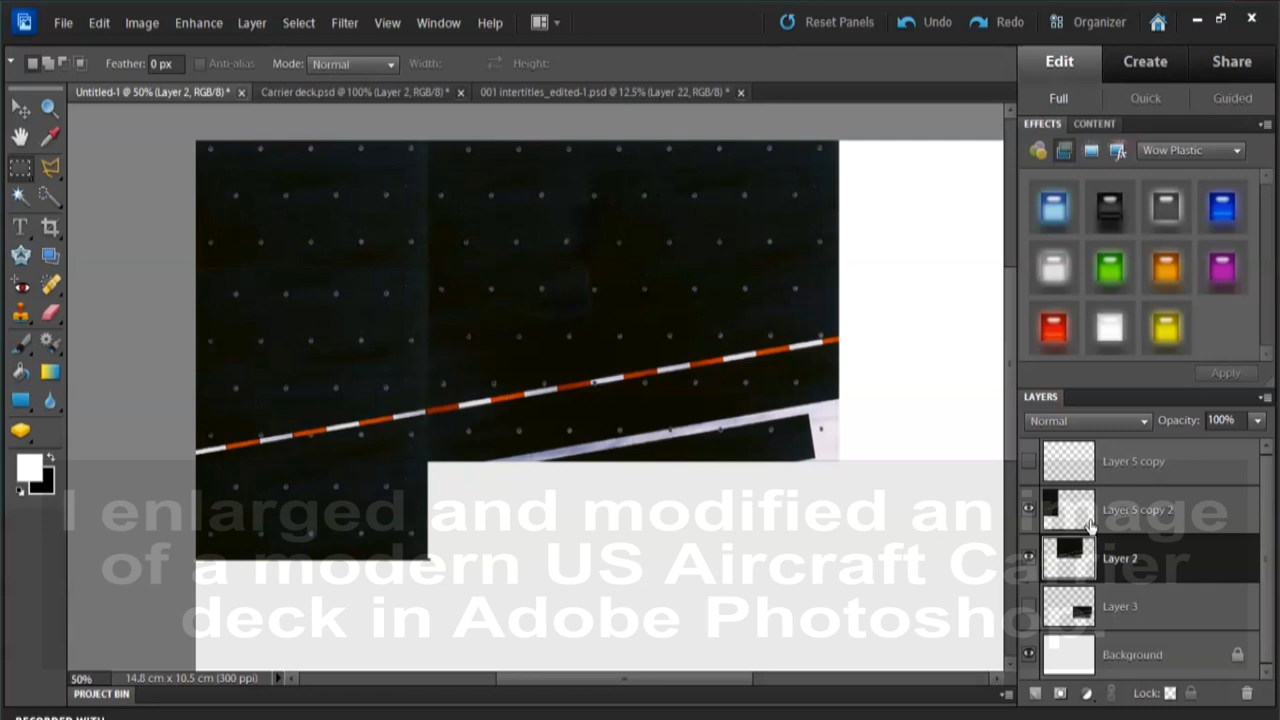 File Edit Image Enhance Layer Select Filter View Window Help Reset Panels Undo Redo Organizer
Feather: 0 px Anti-alias Mode: Normal Width: Height:
Edit Create Share
Untitled-1 @ 50% (Layer 2, RGB/8) * Carrier deck.psd @ 100% (Layer 2, RGB/8) * 001 intertitles_edited-1.psd @ 12.5% (Layer 22, RGB/8) *
Full Quick Guided
EFFECTS CONTENT
Wow Plastic
Apply
LAYERS
Normal Opacity: 100%
Layer 5 copy
Layer 5 copy 2
Layer 2
Layer 3
Background
I enlarged and modified an image
of a modern US Aircraft Carrier
deck in Adobe Photoshop.
50% 14.8 cm x 10.5 cm (300 ppi)
Lock:
PROJECT BIN
RECORDED WITH